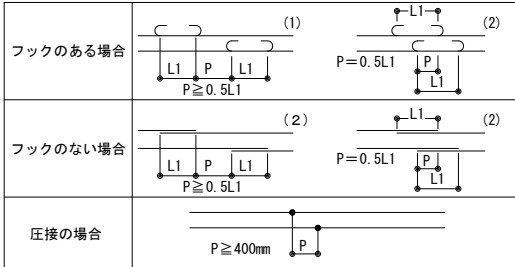 フックのある場合
(1)
L1 P L1
P≧0.5L1
L1
(2)
P=0.5L1
P
L1
フックのない場合
(2)
L1 P L1
P≧0.5L1
L1
(2)
P=0.5L1
P
L1
圧接の場合
P≧400mm
P